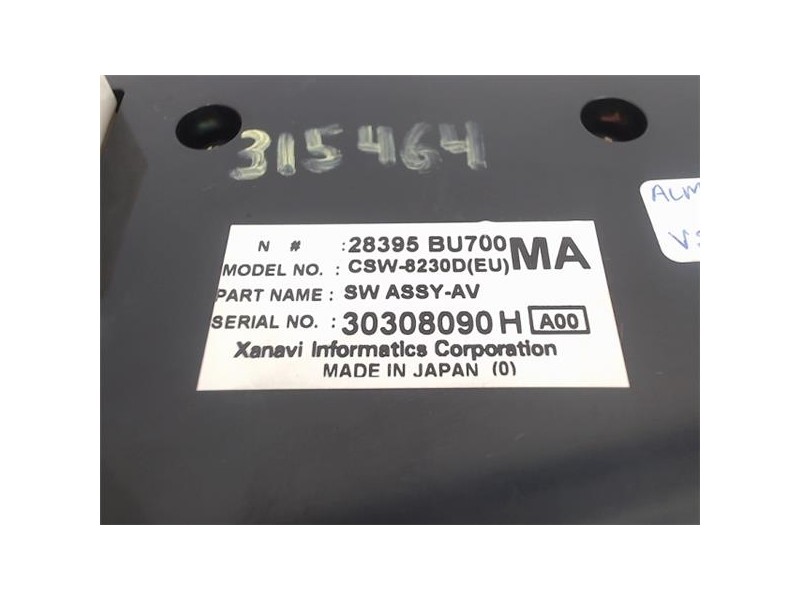 315464
N # : 28395 BU700 MA
MODEL NO. : CSW-8230D(EU)
PART NAME : SW ASSY-AV
SERIAL NO. : 30308090 H A00
Xanavi Informatics Corporation
MADE IN JAPAN (0)